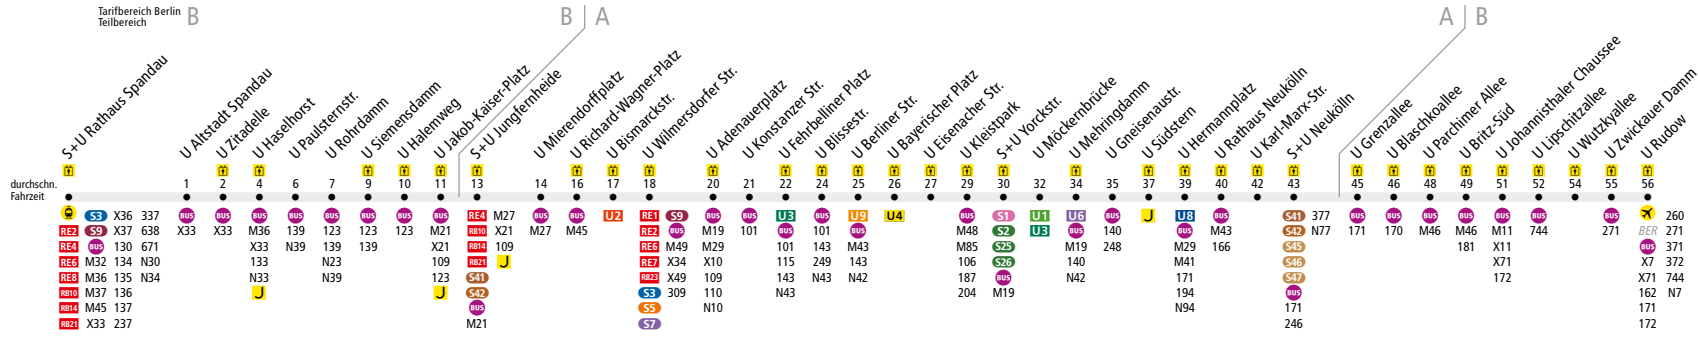 Tarifbereich Berlin
Teilbereich
B
B
A
A
B
S+U Rathaus Spandau
U Altstadt Spandau
U Zitadelle
U Haselhorst
U Paulsternstr.
U Rohrdamm
U Siemensdamm
U Halemweg
U Jakob-Kaiser-Platz
S+U Jungfernheide
U Mierendorffplatz
U Richard-Wagner-Platz
U Bismarckstr.
U Wilmersdorfer Str.
U Adenauerplatz
U Konstanzer Str.
U Fehrbelliner Platz
U Blissestr.
U Berliner Str.
U Bayerischer Platz
U Eisenacher Str.
U Kleistpark
S+U Yorckstr.
U Möckernbrücke
U Mehringdamm
U Gneisenaustr.
U Südstern
U Hermannplatz
U Rathaus Neukölln
U Karl-Marx-Str.
S+U Neukölln
U Grenzallee
U Blaschkoallee
U Parchimer Allee
U Britz-Süd
U Johannisthaler Chaussee
U Lipschitzallee
U Wutzkyallee
U Zwickauer Damm
U Rudow
durchschn. 1 2 4 6 7 9 10 11 13 14 16 17 18 20 21 22 24 25 26 27 29 30 32 34 35 37 39 40 42 43 45 46 48 49 51 52 54 55 56
Fahrzeit
S3 X36 337 BUS BUS BUS BUS BUS BUS BUS BUS RE4 M27 BUS BUS U2 RE1 S9 BUS BUS U3 BUS U9 U4 BUS S1 U1 U6 BUS U8 BUS S41 377 BUS BUS BUS BUS BUS BUS BUS 260
RE2 S9 X37 638 X33 X33 M36 139 123 123 123 M21 RB10 X21 M27 M45 RE2 BUS M19 101 BUS 101 BUS M48 S2 U3 BUS 140 BUS M43 S42 N77 171 170 M46 M46 M11 744 271 BER 271
RE4 BUS 130 671 X33 N39 139 139 X21 RB14 109 RE6 M49 M29 101 143 M43 M85 S25 M19 248 M29 166 S45 181 X11 BUS 371
RE6 M32 134 N30 133 N23 109 RB21 RE7 X34 X10 115 249 143 106 S26 140 M41 S46 X71 X7 372
RE8 M36 135 N34 N33 N39 123 S41 RB23 X49 109 143 N43 N42 187 BUS N42 171 S47 172 X71 744
RB10 M37 136 S42 S3 309 110 N43 204 M19 194 BUS 162 N7
RB14 M45 137 BUS S5 N10 N94 171 171
RB21 X33 237 M21 S7 246 172